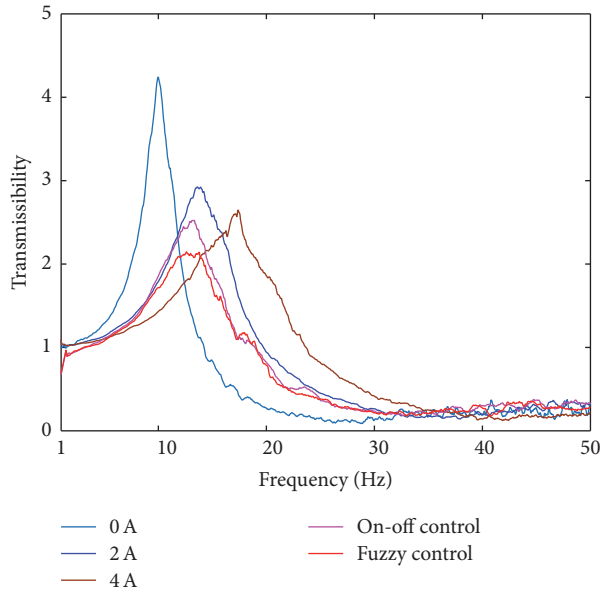 5
4
3
2
1
0
Transmissibility
1 10 20 30 40 50
Frequency (Hz)
0 A
2 A
4 A
On-off control
Fuzzy control